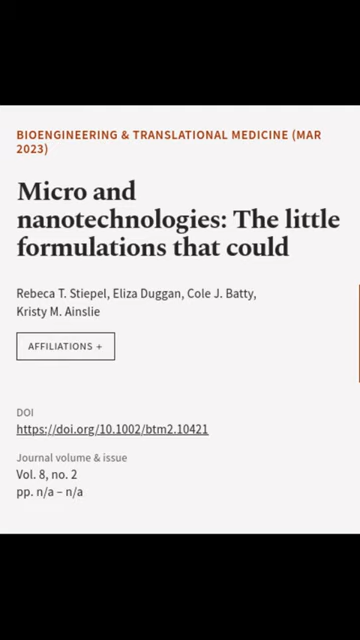 BIOENGINEERING & TRANSLATIONAL MEDICINE (MAR
2023)
Micro and
nanotechnologies: The little
formulations that could
Rebeca T. Stiepel, Eliza Duggan, Cole J. Batty,
Kristy M. Ainslie
AFFILIATIONS +
DOI
https://doi.org/10.1002/btm2.10421
Journal volume & issue
Vol. 8, no. 2
pp. n/a – n/a